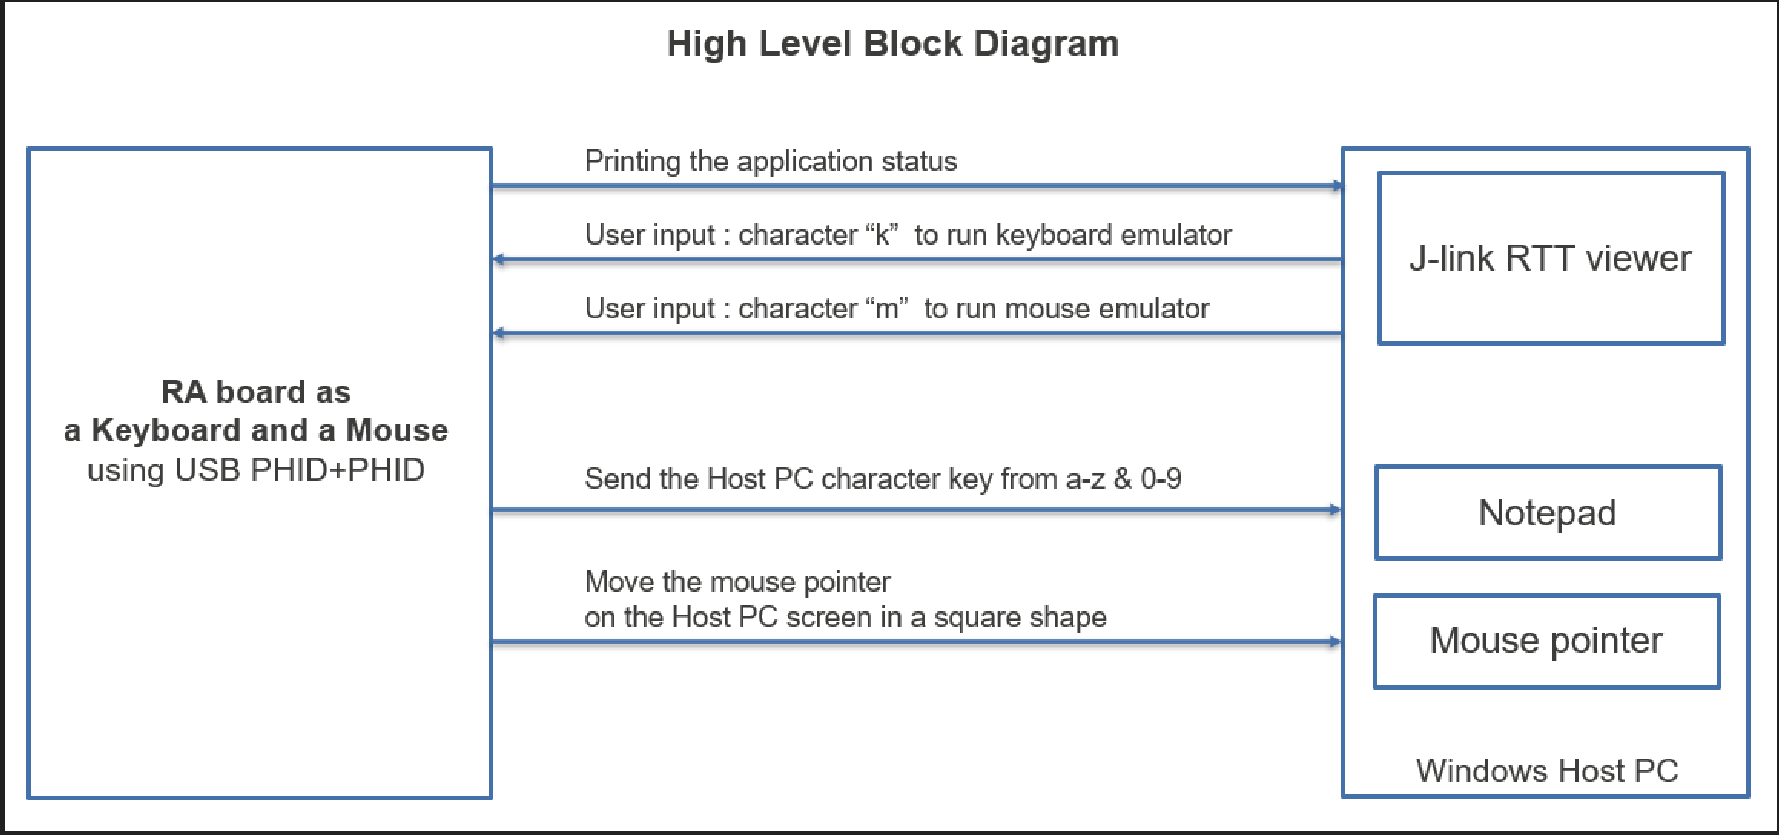 High Level Block Diagram
Printing the application status
User input : character “k”  to run keyboard emulator
User input : character “m”  to run mouse emulator
J-link RTT viewer
RA board as
a Keyboard and a Mouse
using USB PHID+PHID
Send the Host PC character key from a-z & 0-9
Notepad
Move the mouse pointer
on the Host PC screen in a square shape
Mouse pointer
Windows Host PC